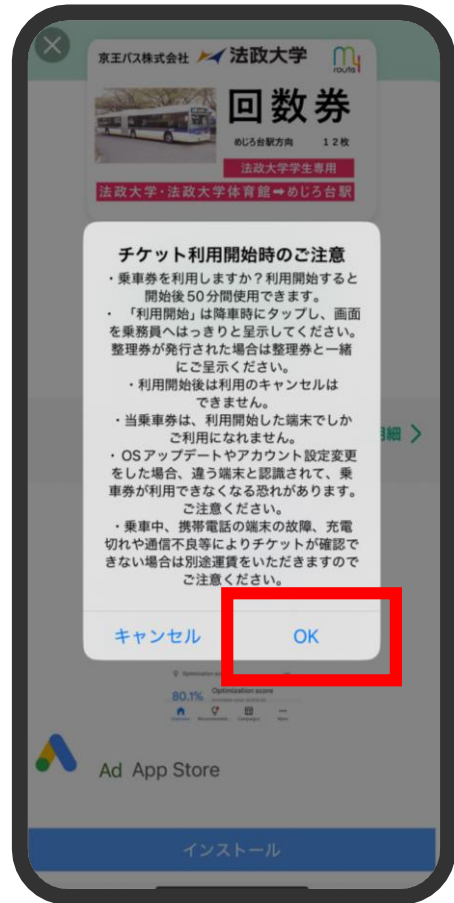 京王バス株式会社 法政大学 route
回数券
めじろ台駅方向 12枚
法政大学学生専用
法政大学・法政大学体育館➡めじろ台駅
チケット利用開始時のご注意
・乗車券を利用しますか？利用開始すると
開始後50分間使用できます。
・ 「利用開始」は降車時にタップし、画面
を乗務員へはっきりと呈示してください。
整理券が発行された場合は整理券と一緒
にご呈示ください。
・利用開始後は利用のキャンセルは
できません。
・当乗車券は、利用開始した端末でしか
ご利用になれません。
・OSアップデートやアカウント設定変更
をした場合、違う端末と認識されて、乗
車券が利用できなくなる恐れがあります。
ご注意ください。
・乗車中、携帯電話の端末の故障、充電
切れや通信不良等によりチケットが確認で
きない場合は別途運賃をいただきますので
ご注意ください。
細
キャンセル OK
80.1% Optimization score
Ad App Store
インストール